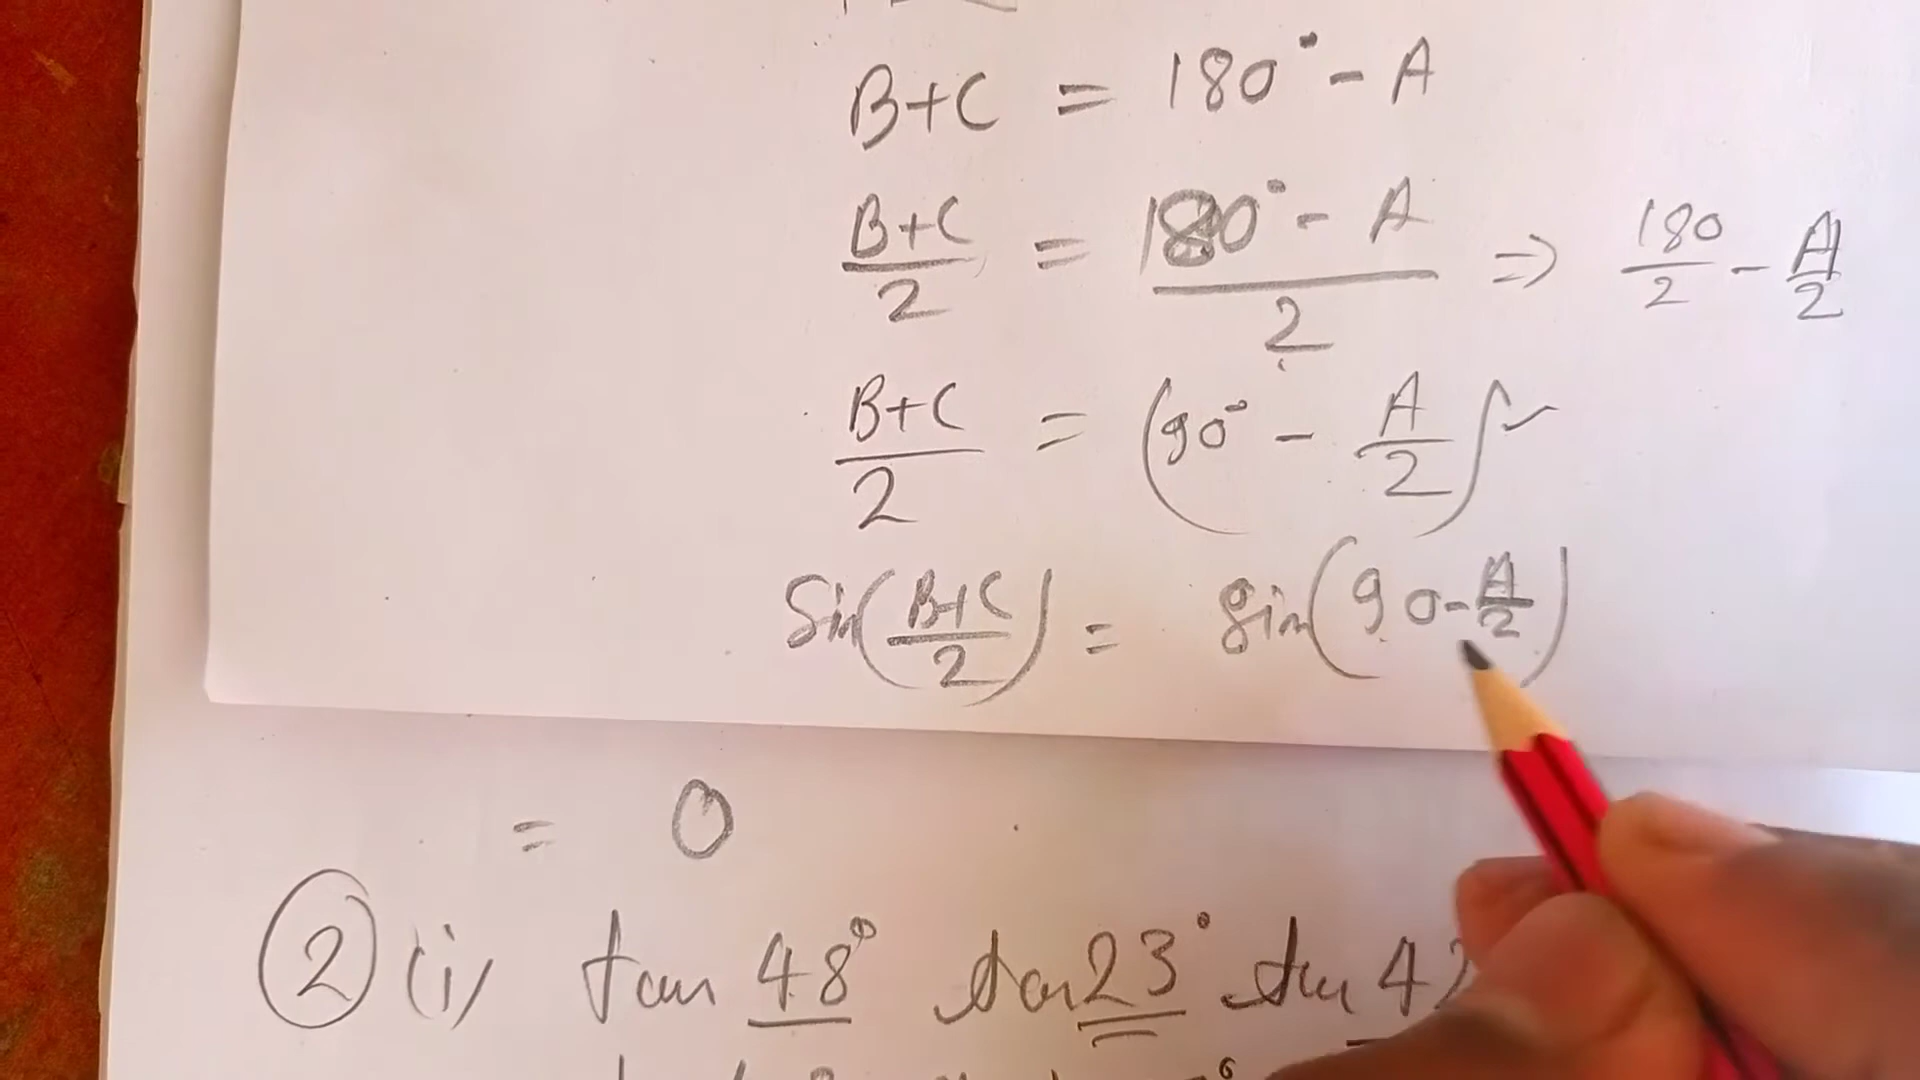 B+C = 180° - A
B+C/2 = 180° - A/2 ⇒ 180/2 - A/2
B+C/2 = (90° - A/2)
Sin(B+C/2) = Sin(90-A/2)
= 0
② (i) tan 48° tan 23° tan 42